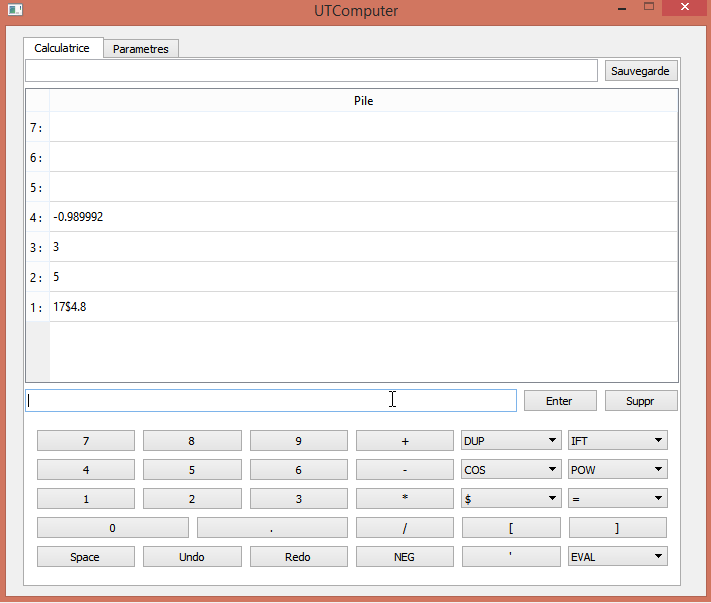 UTComputer
Calculatrice Parametres
Sauvegarde
Pile
7:
6:
5:
4: -0.989992
3: 3
2: 5
1: 17$4.8
Enter Suppr
7 8 9 + DUP IFT
4 5 6 - COS POW
1 2 3 * $ =
0 . / [ ]
Space Undo Redo NEG ' EVAL